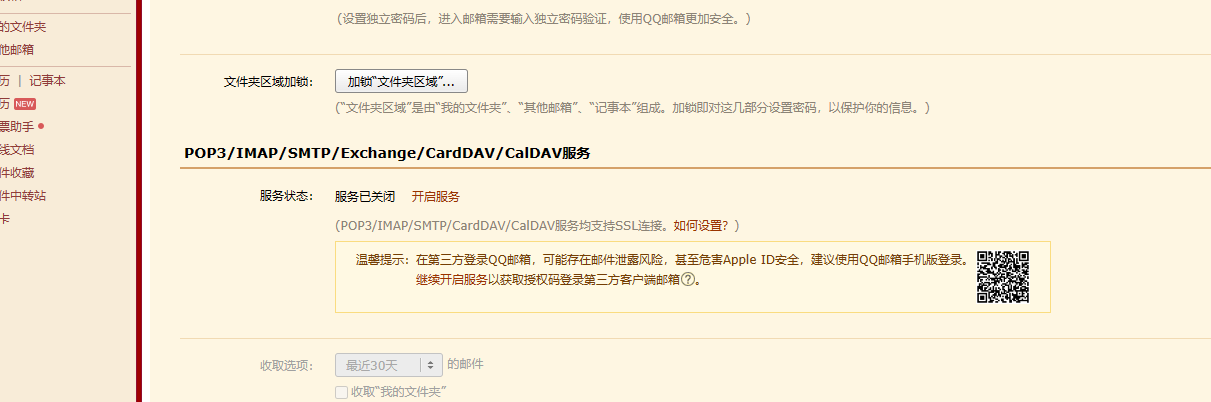 (设置独立密码后，进入邮箱需要输入独立密码验证，使用QQ邮箱更加安全。)
的文件夹
他邮箱
历 | 记事本
文件夹区域加锁： 加锁“文件夹区域”...
历 NEW
(“文件夹区域”是由“我的文件夹”、“其他邮箱”、“记事本”组成。加锁即对这几部分设置密码，以保护你的信息。)
票助手
线文档
POP3/IMAP/SMTP/Exchange/CardDAV/CalDAV服务
件收藏
件中转站
服务状态： 服务已关闭 开启服务
卡
(POP3/IMAP/SMTP/CardDAV/CalDAV服务均支持SSL连接。如何设置？)
温馨提示：在第三方登录QQ邮箱，可能存在邮件泄露风险，甚至危害Apple ID安全，建议使用QQ邮箱手机版登录。
继续开启服务以获取授权码登录第三方客户端邮箱?。
收取选项： 最近30天 的邮件
收取“我的文件夹”